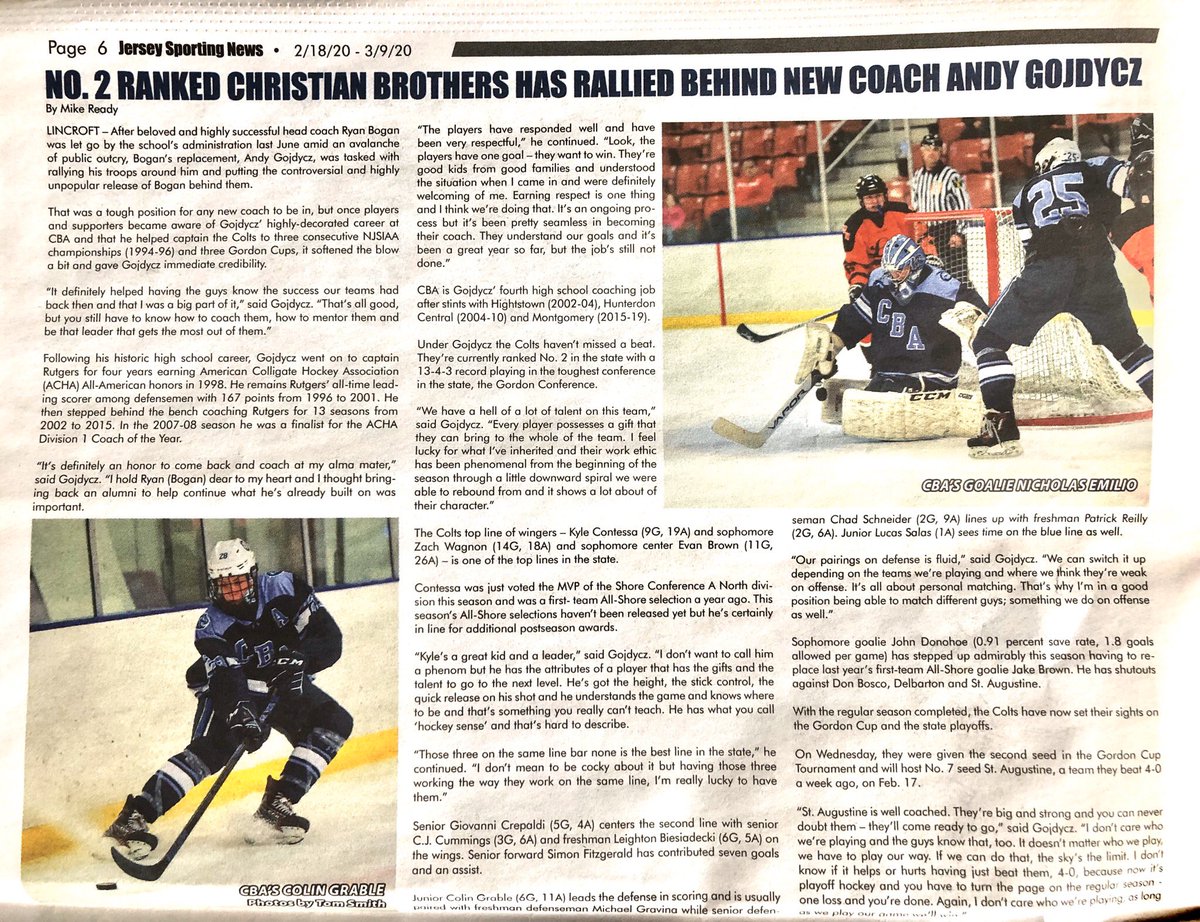 Page 6 Jersey Sporting News • 2/18/20 - 3/9/20
NO. 2 RANKED CHRISTIAN BROTHERS HAS RALLIED BEHIND NEW COACH ANDY GOJDYCZ
By Mike Ready
LINCROFT – After beloved and highly successful head coach Ryan Bogan
was let go by the school's administration last June amid an avalanche
of public outcry, Bogan's replacement, Andy Gojdycz, was tasked with
rallying his troops around him and putting the controversial and highly
unpopular release of Bogan behind them.
That was a tough position for any new coach to be in, but once players
and supporters became aware of Gojdycz' highly-decorated career at
CBA and that he helped captain the Colts to three consecutive NJSIAA
championships (1994-96) and three Gordon Cups, it softened the blow
a bit and gave Gojdycz immediate credibility.
"It definitely helped having the guys know the success our teams had
back then and that I was a big part of it," said Gojdycz. "That's all good,
but you still have to know how to coach them, how to mentor them and
be that leader that gets the most out of them."
Following his historic high school career, Gojdycz went on to captain
Rutgers for four years earning American Colligate Hockey Association
(ACHA) All-American honors in 1998. He remains Rutgers' all-time lead-
ing scorer among defensemen with 167 points from 1996 to 2001. He
then stepped behind the bench coaching Rutgers for 13 seasons from
2002 to 2015. In the 2007-08 season he was a finalist for the ACHA
Division 1 Coach of the Year.
"It's definitely an honor to come back and coach at my alma mater,"
said Gojdycz. "I hold Ryan (Bogan) dear to my heart and I thought bring-
ing back an alumni to help continue what he's already built on was
important.
28
A
CBA
CCM
CBA'S COLIN GRABLE
Photos by Tom Smith
"The players have responded well and have
been very respectful," he continued. "Look, the
players have one goal – they want to win. They're
good kids from good families and understood
the situation when I came in and were definitely
welcoming of me. Earning respect is one thing
and I think we're doing that. It's an ongoing pro-
cess but it's been pretty seamless in becoming
their coach. They understand our goals and it's
been a great year so far, but the job's still not
done."
CBA is Gojdycz' fourth high school coaching job
after stints with Hightstown (2002-04), Hunterdon
Central (2004-10) and Montgomery (2015-19).
Under Gojdycz the Colts haven't missed a beat.
They're currently ranked No. 2 in the state with a
13-4-3 record playing in the toughest conference
in the state, the Gordon Conference.
"We have a hell of a lot of talent on this team,"
said Gojdycz. "Every player possesses a gift that
they can bring to the whole of the team. I feel
lucky for what I've inherited and their work ethic
has been phenomenal from the beginning of the
season through a little downward spiral we were
able to rebound from and it shows a lot about of
their character."
25
25
CBA
VAPOR
CCM
CBA'S GOALIE NICHOLAS EMILIO
The Colts top line of wingers – Kyle Contessa (9G, 19A) and sophomore
Zach Wagnon (14G, 18A) and sophomore center Evan Brown (11G,
26A) – is one of the top lines in the state.
Contessa was just voted the MVP of the Shore Conference A North divi-
sion this season and was a first- team All-Shore selection a year ago. This
season's All-Shore selections haven't been released yet but he's certainly
in line for additional postseason awards.
"Kyle's a great kid and a leader," said Gojdycz. "I don't want to call him
a phenom but he has the attributes of a player that has the gifts and the
talent to go to the next level. He's got the height, the stick control, the
quick release on his shot and he understands the game and knows where
to be and that's something you really can't teach. He has what you call
'hockey sense' and that's hard to describe.
"Those three on the same line bar none is the best line in the state," he
continued. "I don't mean to be cocky about it but having those three
working the way they work on the same line, I'm really lucky to have
them."
Senior Giovanni Crepaldi (5G, 4A) centers the second line with senior
C.J. Cummings (3G, 6A) and freshman Leighton Biesiadecki (6G, 5A) on
the wings. Senior forward Simon Fitzgerald has contributed seven goals
and an assist.
Junior Colin Grable (6G, 11A) leads the defense in scoring and is usually
paired with freshman defenseman Michael Gravina while senior defen-
seman Chad Schneider (2G, 9A) lines up with freshman Patrick Reilly
(2G, 6A). Junior Lucas Salas (1A) sees time on the blue line as well.
"Our pairings on defense is fluid," said Gojdycz. "We can switch it up
depending on the teams we're playing and where we think they're weak
on offense. It's all about personal matching. That's why I'm in a good
position being able to match different guys; something we do on offense
as well."
Sophomore goalie John Donohoe (0.91 percent save rate, 1.8 goals
allowed per game) has stepped up admirably this season having to re-
place last year's first-team All-Shore goalie Jake Brown. He has shutouts
against Don Bosco, Delbarton and St. Augustine.
With the regular season completed, the Colts have now set their sights on
the Gordon Cup and the state playoffs.
On Wednesday, they were given the second seed in the Gordon Cup
Tournament and will host No. 7 seed St. Augustine, a team they beat 4-0
a week ago, on Feb. 17.
"St. Augustine is well coached. They're big and strong and you can never
doubt them – they'll come ready to go," said Gojdycz. "I don't care who
we're playing and the guys know that, too. It doesn't matter who we play,
we have to play our way. If we can do that, the sky's the limit. I don't
know if it helps or hurts having just beat them, 4-0, because now it's
playoff hockey and you have to turn the page on the regular season -
one loss and you're done. Again, I don't care who we're playing, as long
as we play our game we'll win."